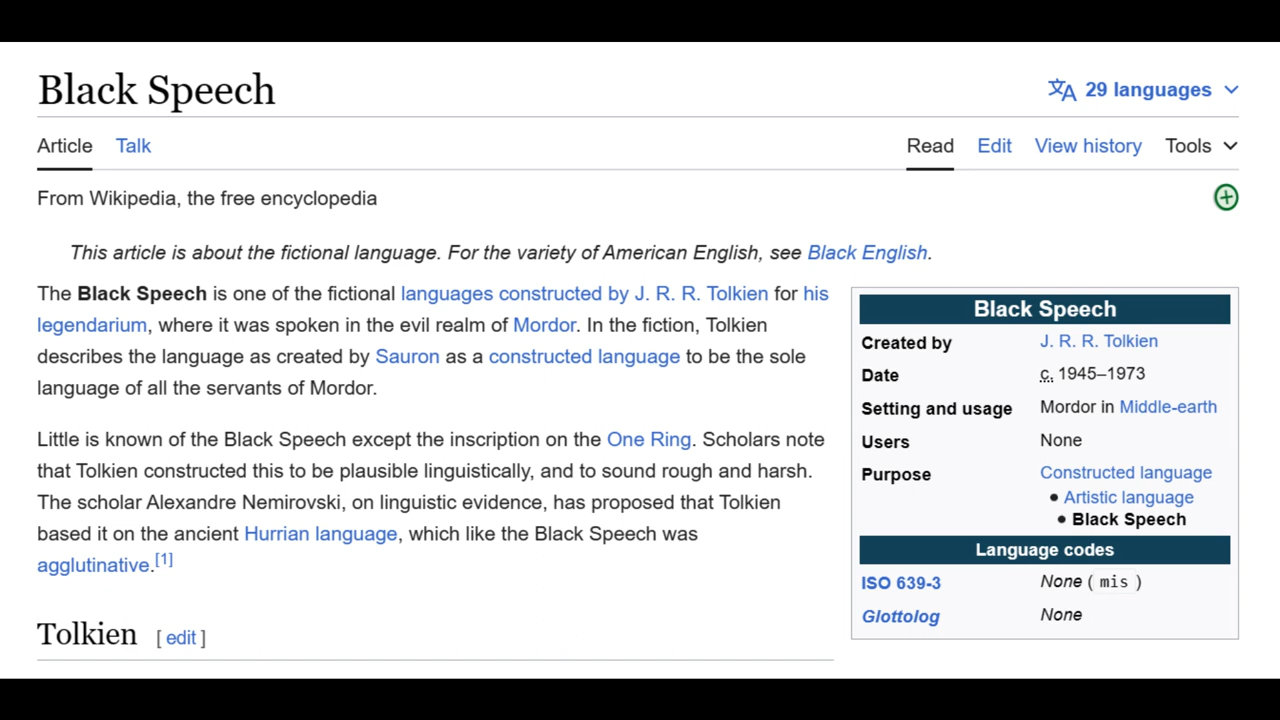 Black Speech
文A 29 languages
Article Talk
Read Edit View history Tools
From Wikipedia, the free encyclopedia
This article is about the fictional language. For the variety of American English, see Black English.
The Black Speech is one of the fictional languages constructed by J. R. R. Tolkien for his
legendarium, where it was spoken in the evil realm of Mordor. In the fiction, Tolkien
describes the language as created by Sauron as a constructed language to be the sole
language of all the servants of Mordor.
Little is known of the Black Speech except the inscription on the One Ring. Scholars note
that Tolkien constructed this to be plausible linguistically, and to sound rough and harsh.
The scholar Alexandre Nemirovski, on linguistic evidence, has proposed that Tolkien
based it on the ancient Hurrian language, which like the Black Speech was
agglutinative.[1]
Tolkien [ edit ]
Black Speech
Created by J. R. R. Tolkien
Date c. 1945–1973
Setting and usage Mordor in Middle-earth
Users None
Purpose Constructed language
• Artistic language
• Black Speech
Language codes
ISO 639-3 None ( mis )
Glottolog None